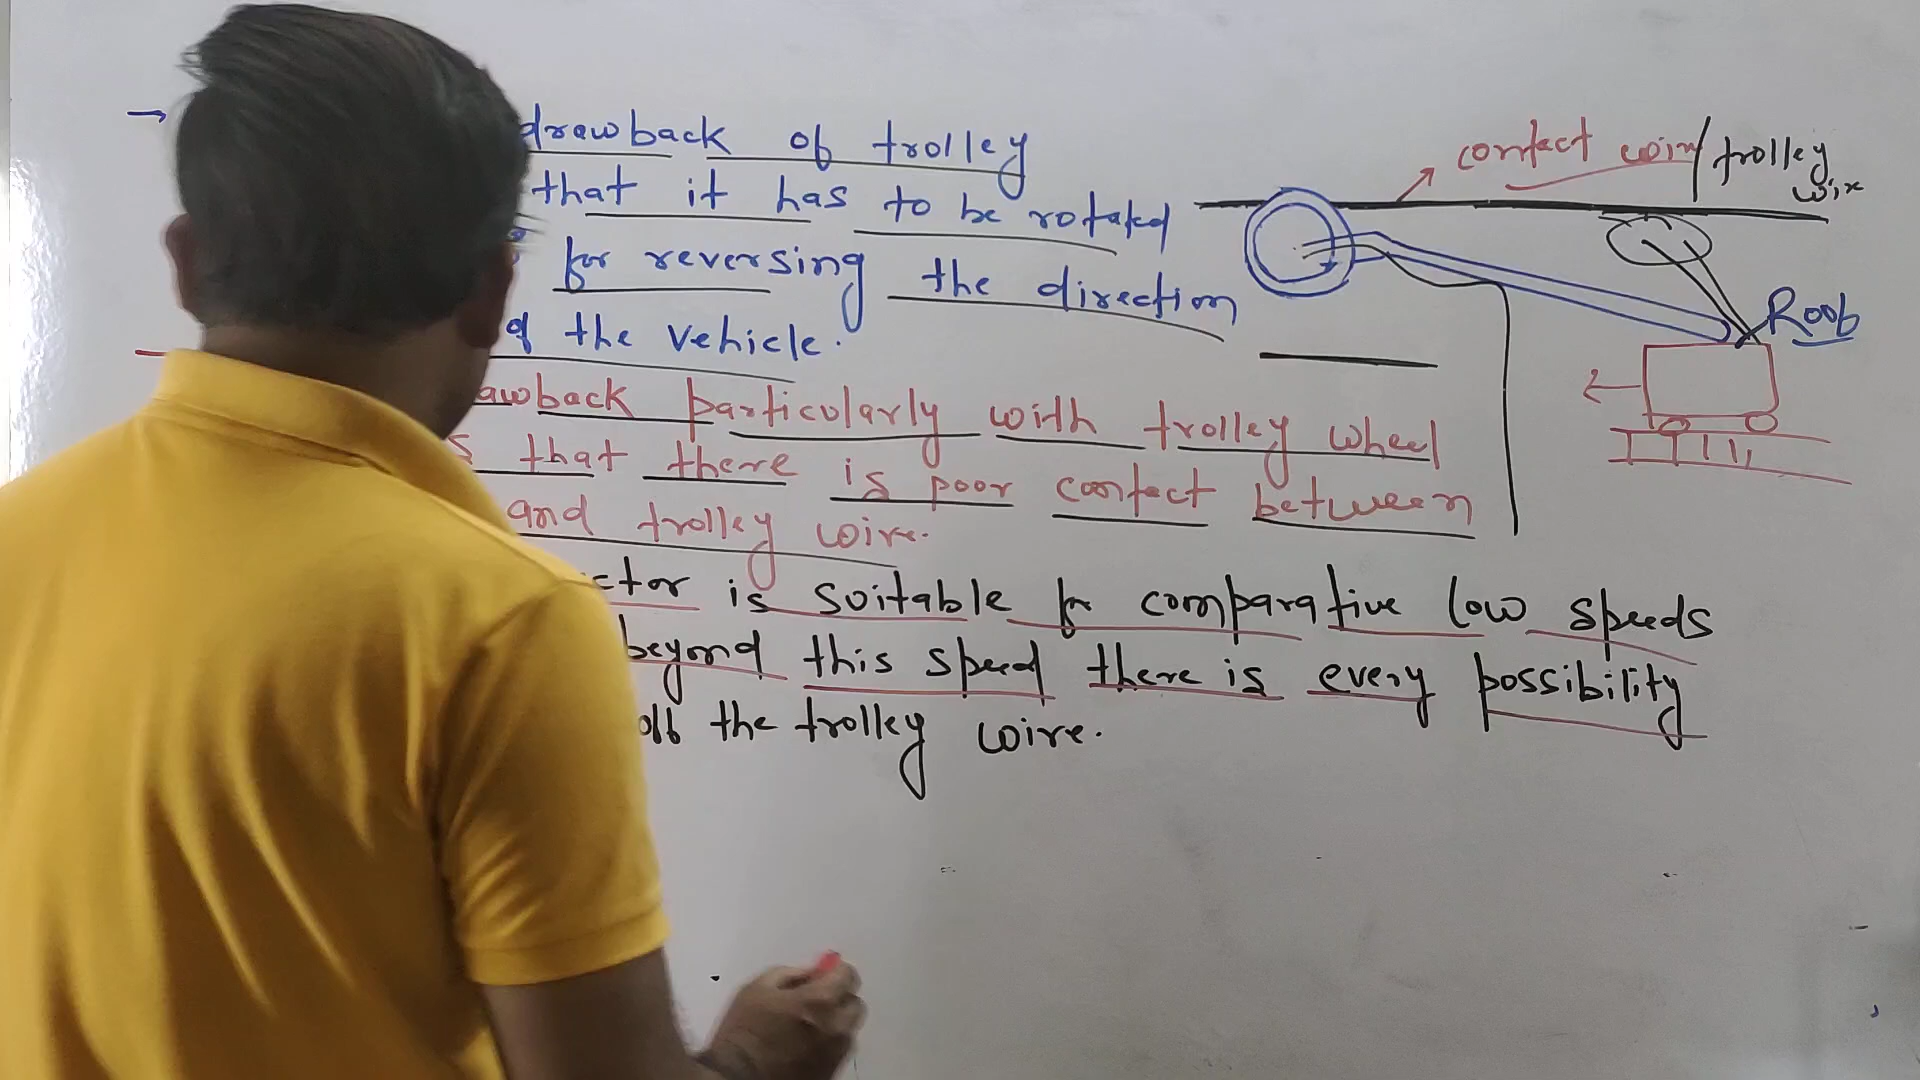 → drawback of trolley
that it has to be rotated
for reversing the direction
of the vehicle.
awback particularly with trolley wheel
s that there is poor contact between
and trolley wire.
ctor is suitable for comparative low speeds
beyond this speed there is every possibility
off the trolley wire.
contact wire/trolley
wire
Roof